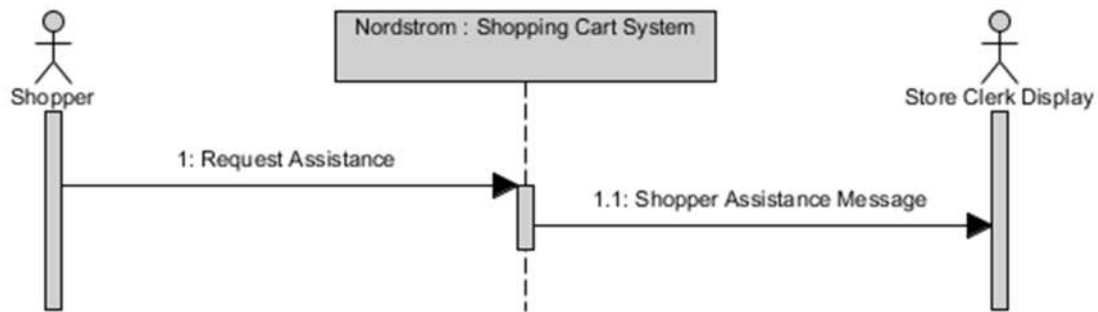 Nordstrom : Shopping Cart System
Shopper
Store Clerk Display
1: Request Assistance
1.1: Shopper Assistance Message